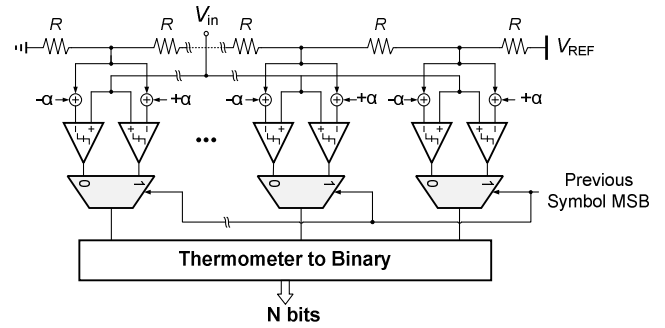 V_in
R R R R R
V_REF
-α +α -α +α -α +α
- + + - - + + - - + + -
...
0 1 0 1 0 1
Previous
Symbol MSB
Thermometer to Binary
N bits